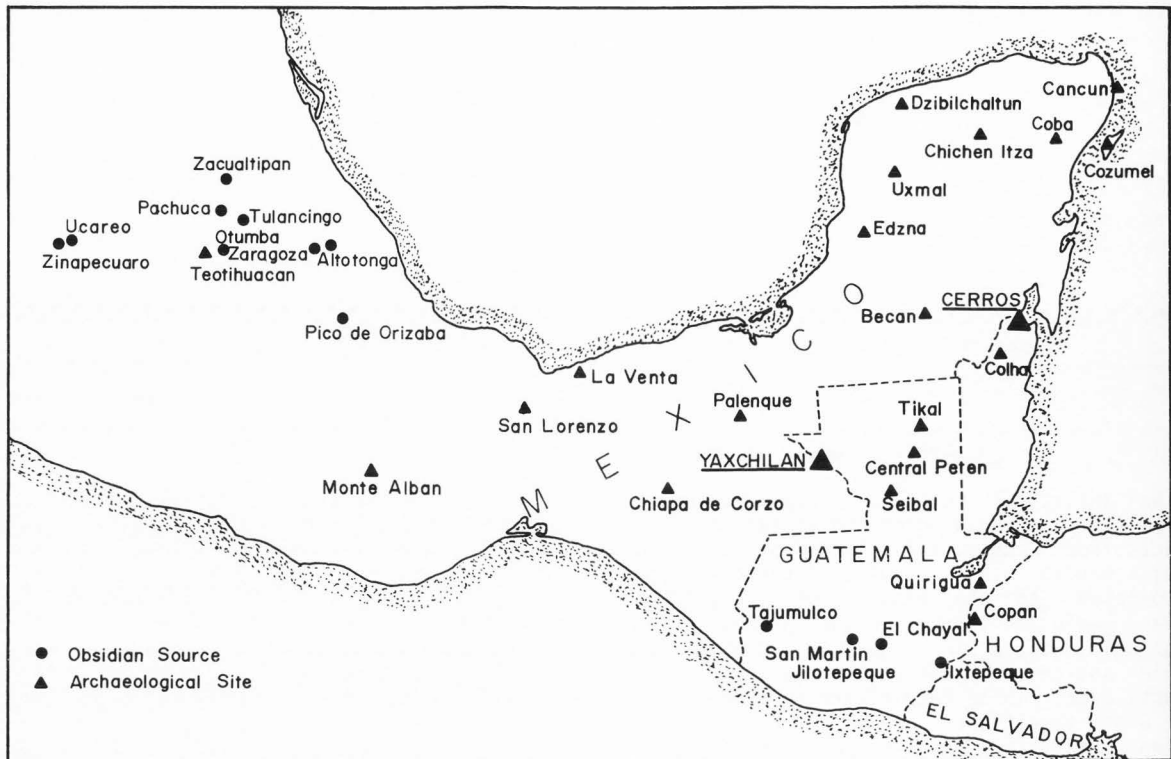 Cancun
Dzibilchaltun
Coba
Chichen Itza
Zacualtipan
Cozumel
Uxmal
Pachuca
Tulancingo
Ucareo
Edzna
Otumba
Zinapecuaro
Zaragoza
Altotonga
Teotihuacan
CERROS
Becan
Pico de Orizaba
MEXICO
Colha
La Venta
Palenque
Tikal
San Lorenzo
YAXCHILAN
Central Peten
Monte Alban
Chiapa de Corzo
Seibal
GUATEMALA
Quirigua
Tajumulco
El Chayal
Copan
HONDURAS
San Martin
Jilotepeque
Ixtepeque
● Obsidian Source
▲ Archaeological Site
EL SALVADOR